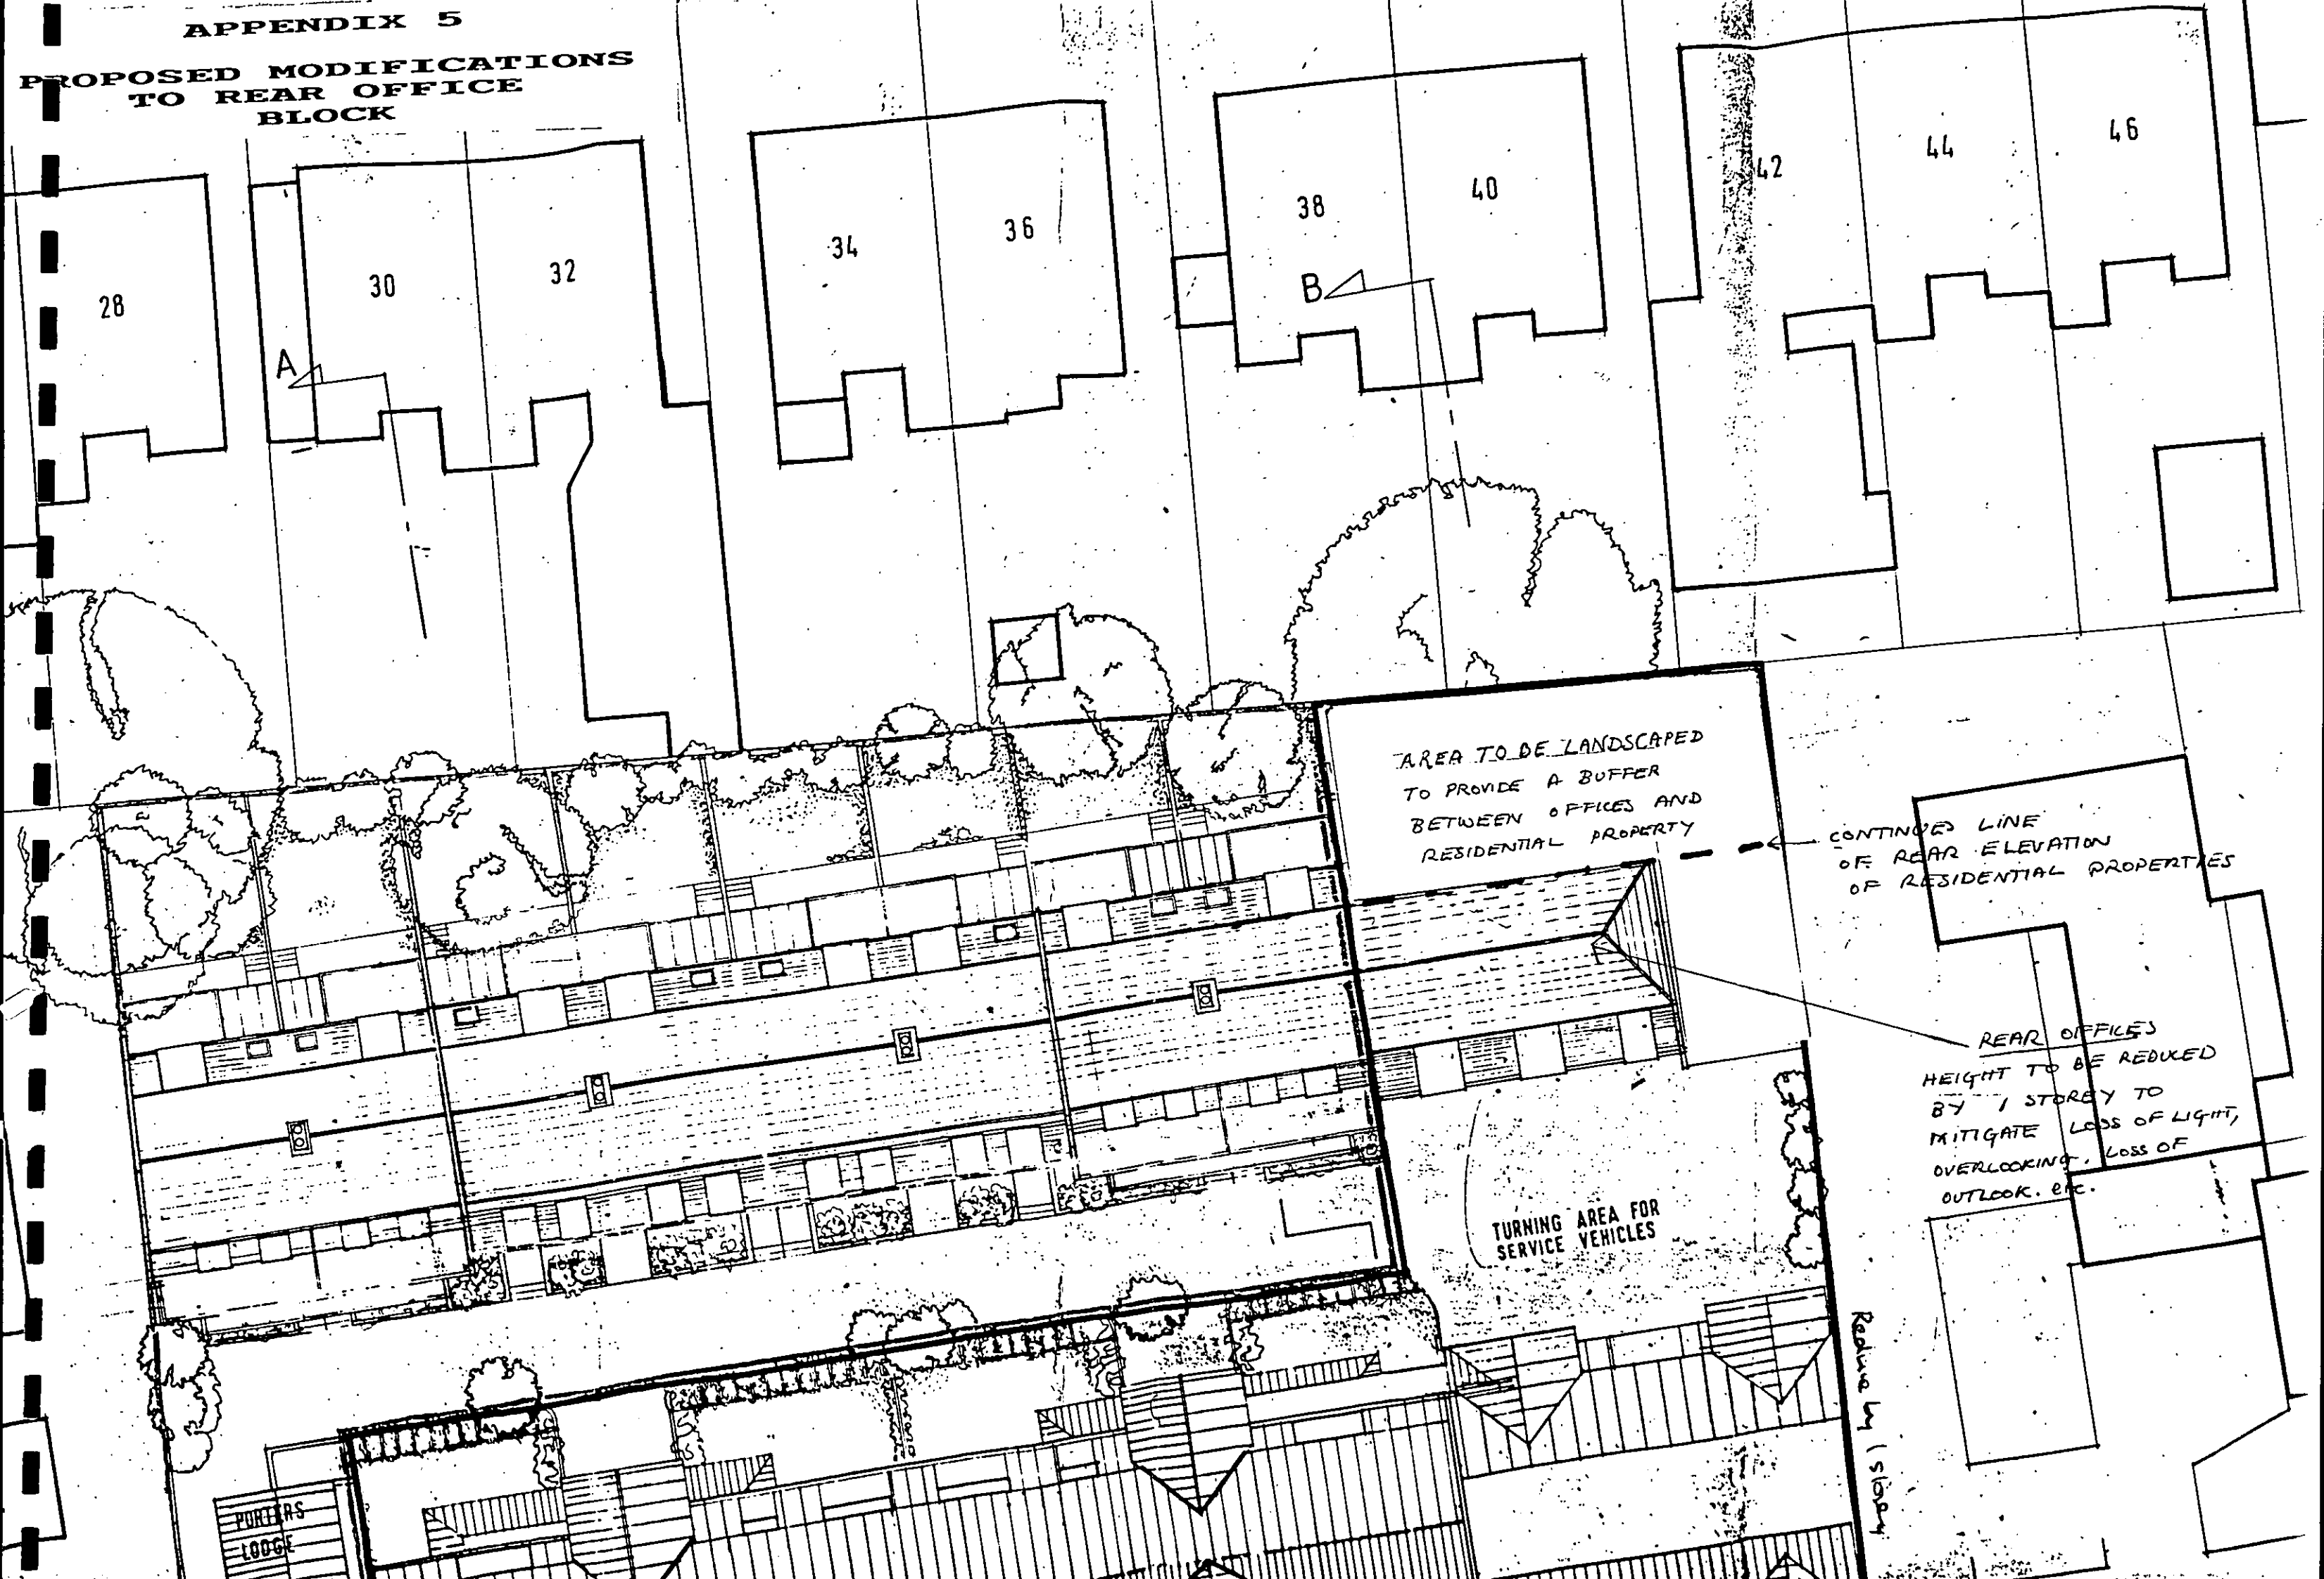 APPENDIX 5
PROPOSED MODIFICATIONS
TO REAR OFFICE
BLOCK
28
30
32
34
36
38
40
42
44
46
A
B
AREA TO BE LANDSCAPED
TO PROVIDE A BUFFER
BETWEEN OFFICES AND
RESIDENTIAL PROPERTY
CONTINUES LINE
OF REAR ELEVATION
OF RESIDENTIAL PROPERTIES
REAR OFFICES
HEIGHT TO BE REDUCED
BY 1 STOREY TO
MITIGATE LOSS OF LIGHT,
OVERLOOKING, LOSS OF
OUTLOOK. etc.
TURNING AREA FOR
SERVICE VEHICLES
Reduce by 1 storey
PORTERS
LODGE